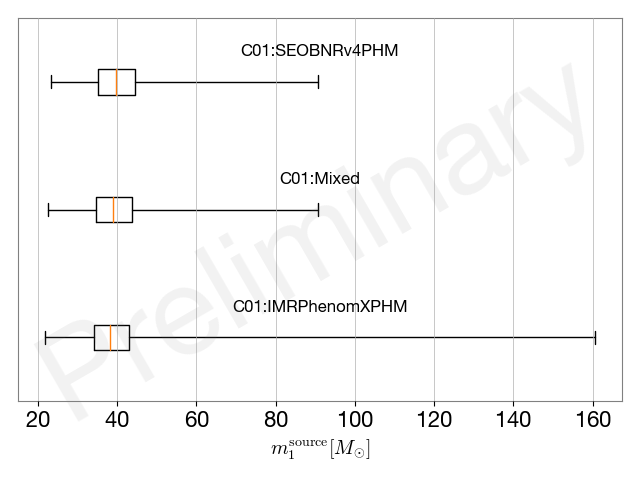 C01:SEOBNRv4PHM
C01:Mixed
C01:IMRPhenomXPHM
Preliminary
20 40 60 80 100 120 140 160
m₁^source [M⊙]